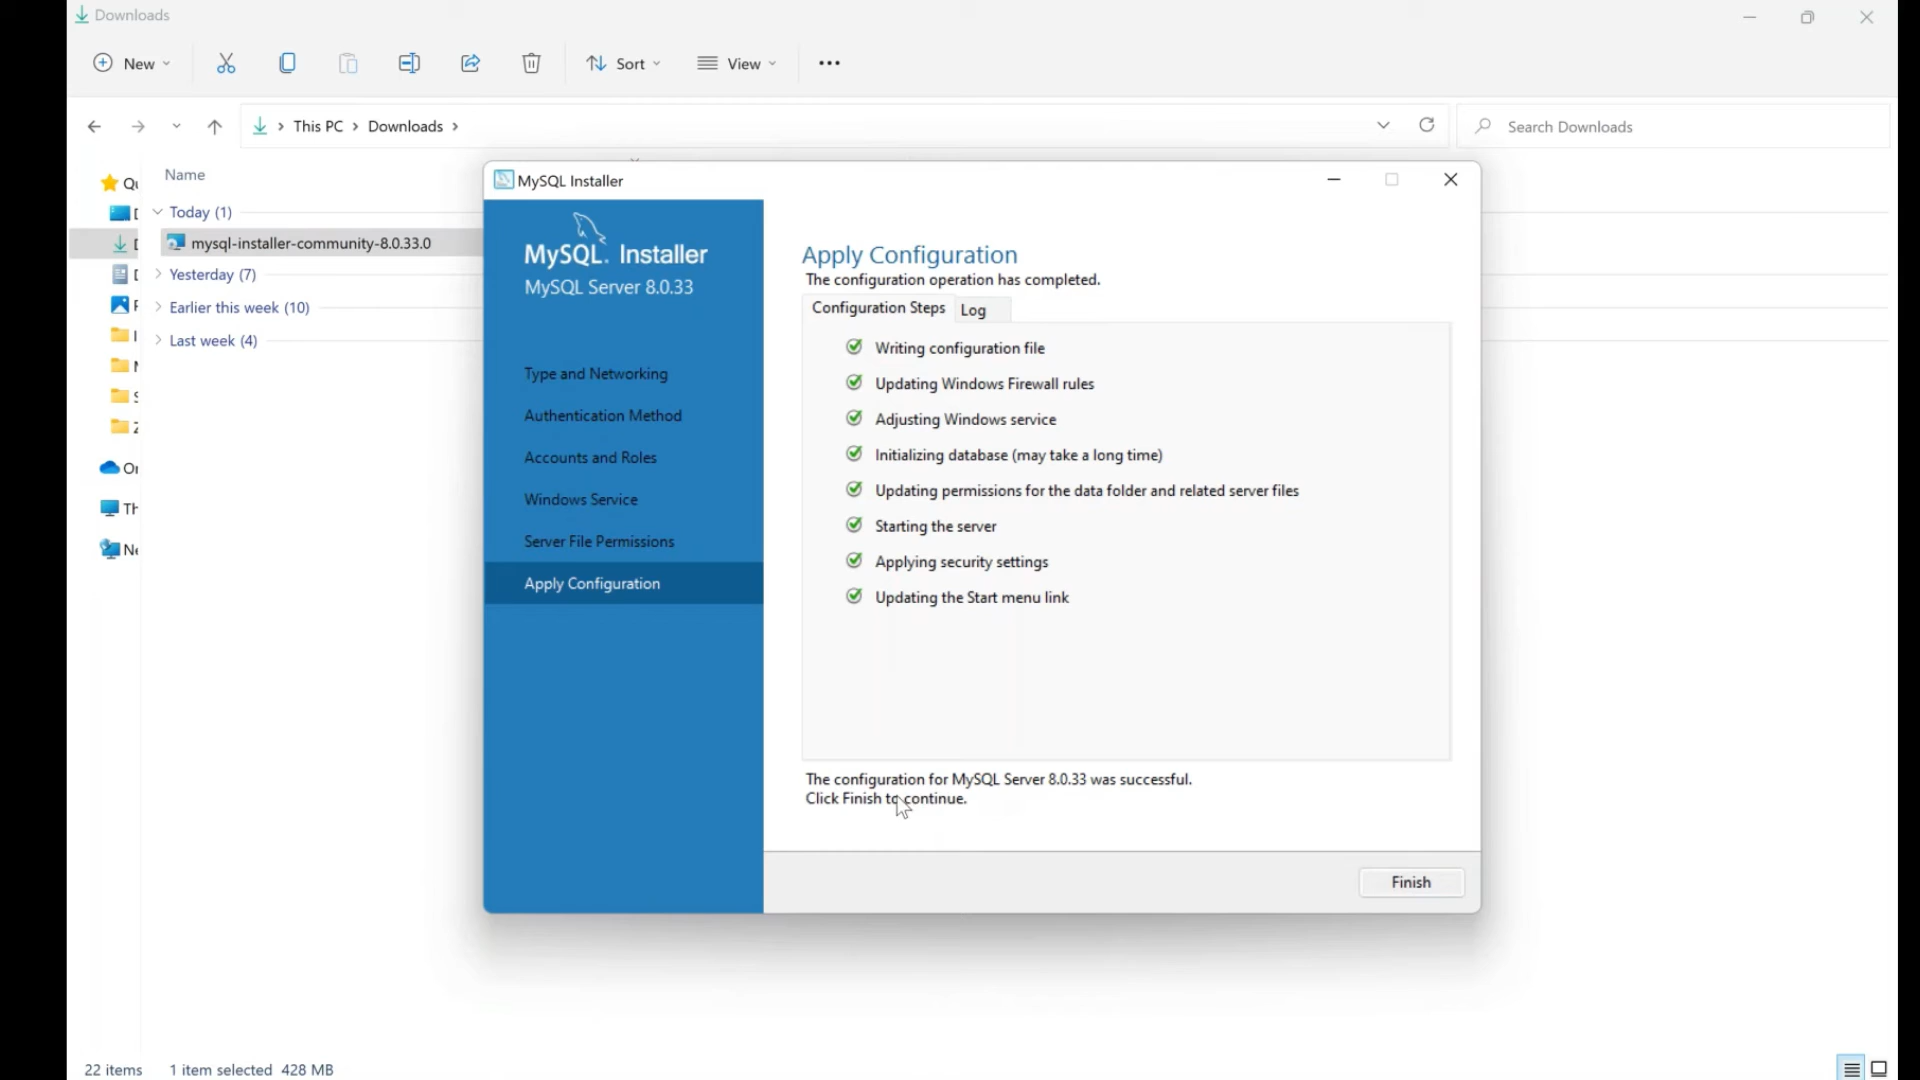 Downloads
New
Sort
View
This PC > Downloads >
Search Downloads
Name
Today (1)
mysql-installer-community-8.0.33.0
Yesterday (7)
Earlier this week (10)
Last week (4)
MySQL Installer
MySQL. Installer
MySQL Server 8.0.33
Type and Networking
Authentication Method
Accounts and Roles
Windows Service
Server File Permissions
Apply Configuration
Apply Configuration
The configuration operation has completed.
Configuration Steps
Log
Writing configuration file
Updating Windows Firewall rules
Adjusting Windows service
Initializing database (may take a long time)
Updating permissions for the data folder and related server files
Starting the server
Applying security settings
Updating the Start menu link
The configuration for MySQL Server 8.0.33 was successful.
Click Finish to continue.
Finish
22 items
1 item selected 428 MB